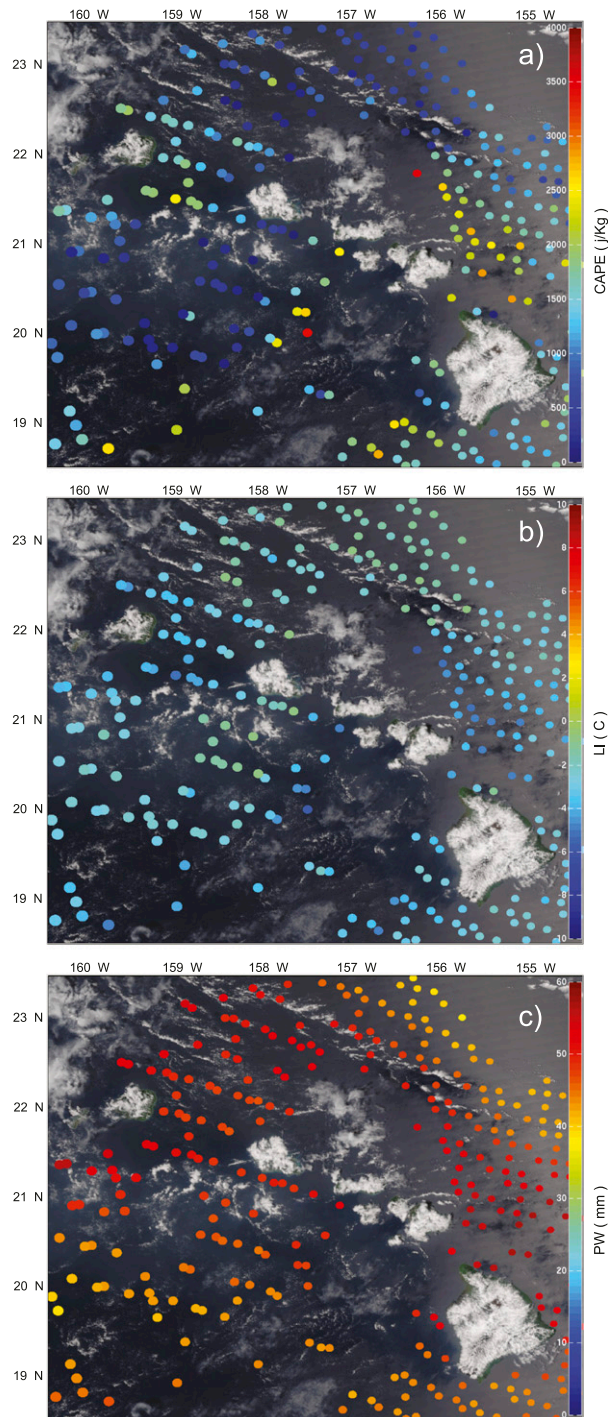 160 W 159 W 158 W 157 W 156 W 155 W
a)
23 N
22 N
21 N
20 N
19 N
4000
3500
3000
2500
2000
1500
1000
500
0
CAPE ( j/Kg )
160 W 159 W 158 W 157 W 156 W 155 W
b)
23 N
22 N
21 N
20 N
19 N
10
8
6
4
2
0
-2
-4
-6
-8
-10
LI ( C )
160 W 159 W 158 W 157 W 156 W 155 W
c)
23 N
22 N
21 N
20 N
19 N
60
50
40
30
20
10
0
PW ( mm )